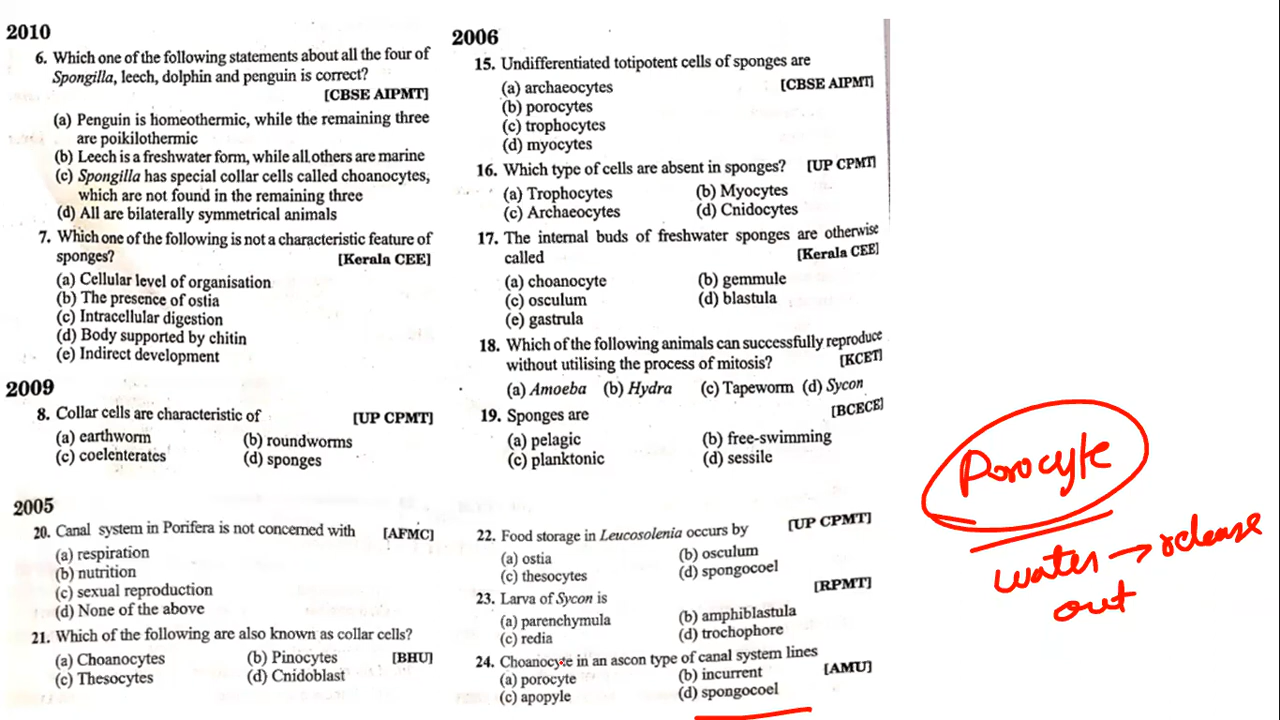 2010
6. Which one of the following statements about all the four of
Spongilla, leech, dolphin and penguin is correct?
[CBSE AIPMT]
(a) Penguin is homeothermic, while the remaining three
are poikilothermic
(b) Leech is a freshwater form, while all others are marine
(c) Spongilla has special collar cells called choanocytes,
which are not found in the remaining three
(d) All are bilaterally symmetrical animals
7. Which one of the following is not a characteristic feature of
sponges? [Kerala CEE]
(a) Cellular level of organisation
(b) The presence of ostia
(c) Intracellular digestion
(d) Body supported by chitin
(e) Indirect development
2009
8. Collar cells are characteristic of [UP CPMT]
(a) earthworm (b) roundworms
(c) coelenterates (d) sponges
2006
15. Undifferentiated totipotent cells of sponges are
(a) archaeocytes [CBSE AIPMT]
(b) porocytes
(c) trophocytes
(d) myocytes
16. Which type of cells are absent in sponges? [UP CPMT]
(a) Trophocytes (b) Myocytes
(c) Archaeocytes (d) Cnidocytes
17. The internal buds of freshwater sponges are otherwise
called [Kerala CEE]
(a) choanocyte (b) gemmule
(c) osculum (d) blastula
(e) gastrula
18. Which of the following animals can successfully reproduce
without utilising the process of mitosis? [KCET]
(a) Amoeba (b) Hydra (c) Tapeworm (d) Sycon
19. Sponges are [BCECE]
(a) pelagic (b) free-swimming
(c) planktonic (d) sessile
2005
20. Canal system in Porifera is not concerned with [AFMC]
(a) respiration
(b) nutrition
(c) sexual reproduction
(d) None of the above
21. Which of the following are also known as collar cells?
(a) Choanocytes (b) Pinocytes [BHU]
(c) Thesocytes (d) Cnidoblast
22. Food storage in Leucosolenia occurs by [UP CPMT]
(a) ostia (b) osculum
(c) thesocytes (d) spongocoel
23. Larva of Sycon is [RPMT]
(a) parenchymula (b) amphiblastula
(c) redia (d) trochophore
24. Choanocyte in an ascon type of canal system lines
(a) porocyte (b) incurrent [AMU]
(c) apopyle (d) spongocoel
Porocyte
water → release
out